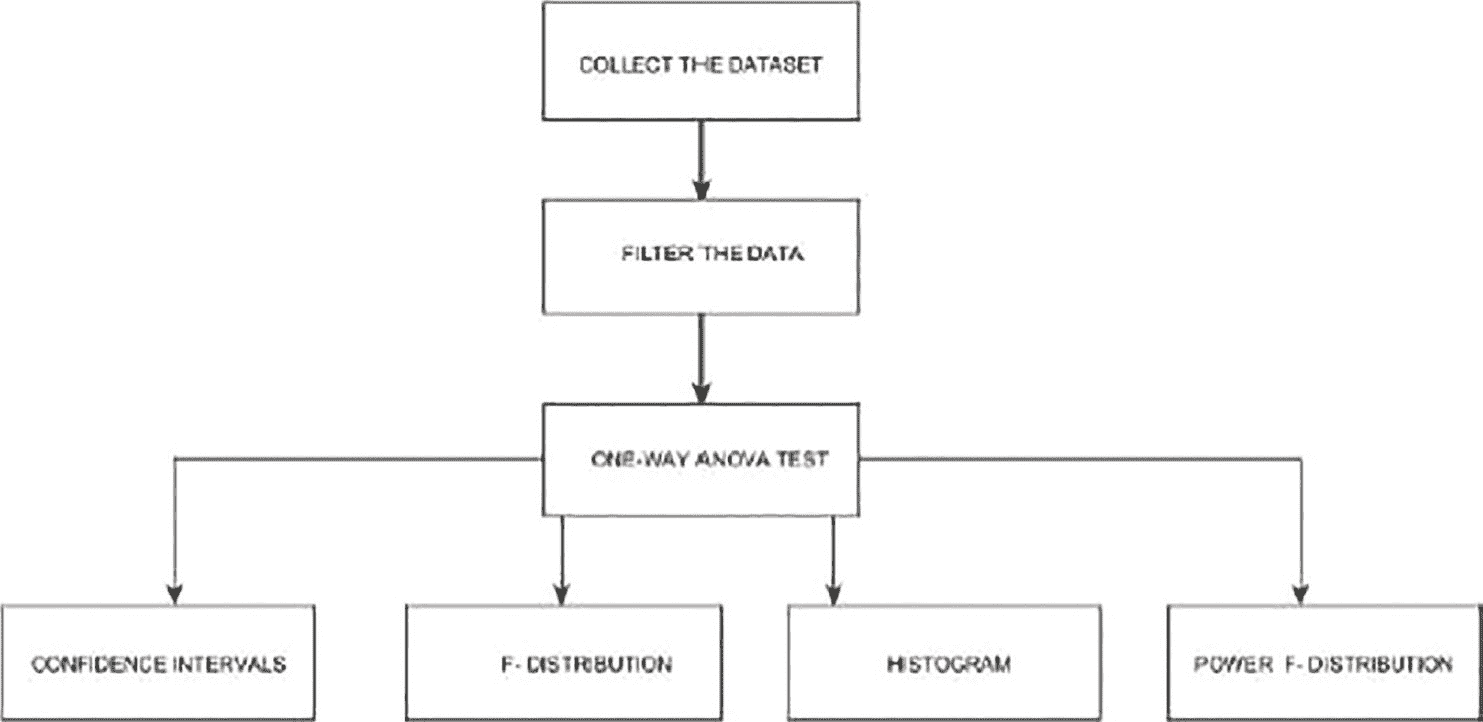 COLLECT THE DATASET
FILTER THE DATA
ONE-WAY ANOVA TEST
CONFIDENCE INTERVALS
F- DISTRIBUTION
HISTOGRAM
POWER F- DISTRIBUTION